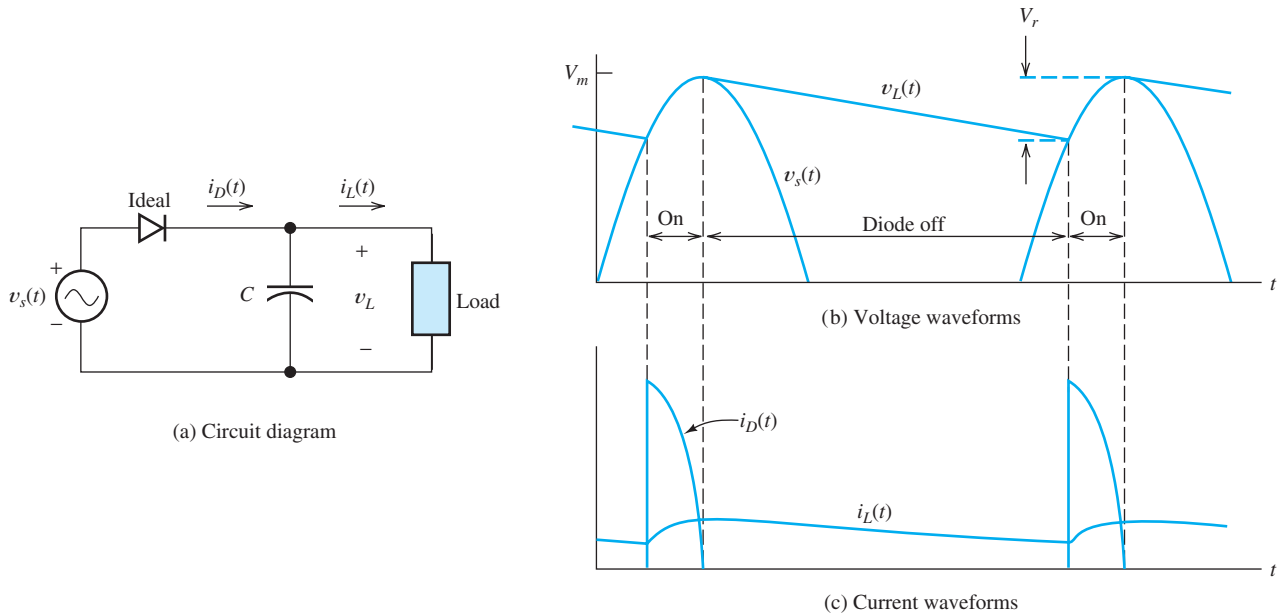 Ideal
i_D(t)
i_L(t)
+
v_s(t)
−
C
+
v_L
−
Load
(a) Circuit diagram
V_r
V_m
v_L(t)
v_s(t)
On
Diode off
On
t
(b) Voltage waveforms
i_D(t)
i_L(t)
t
(c) Current waveforms